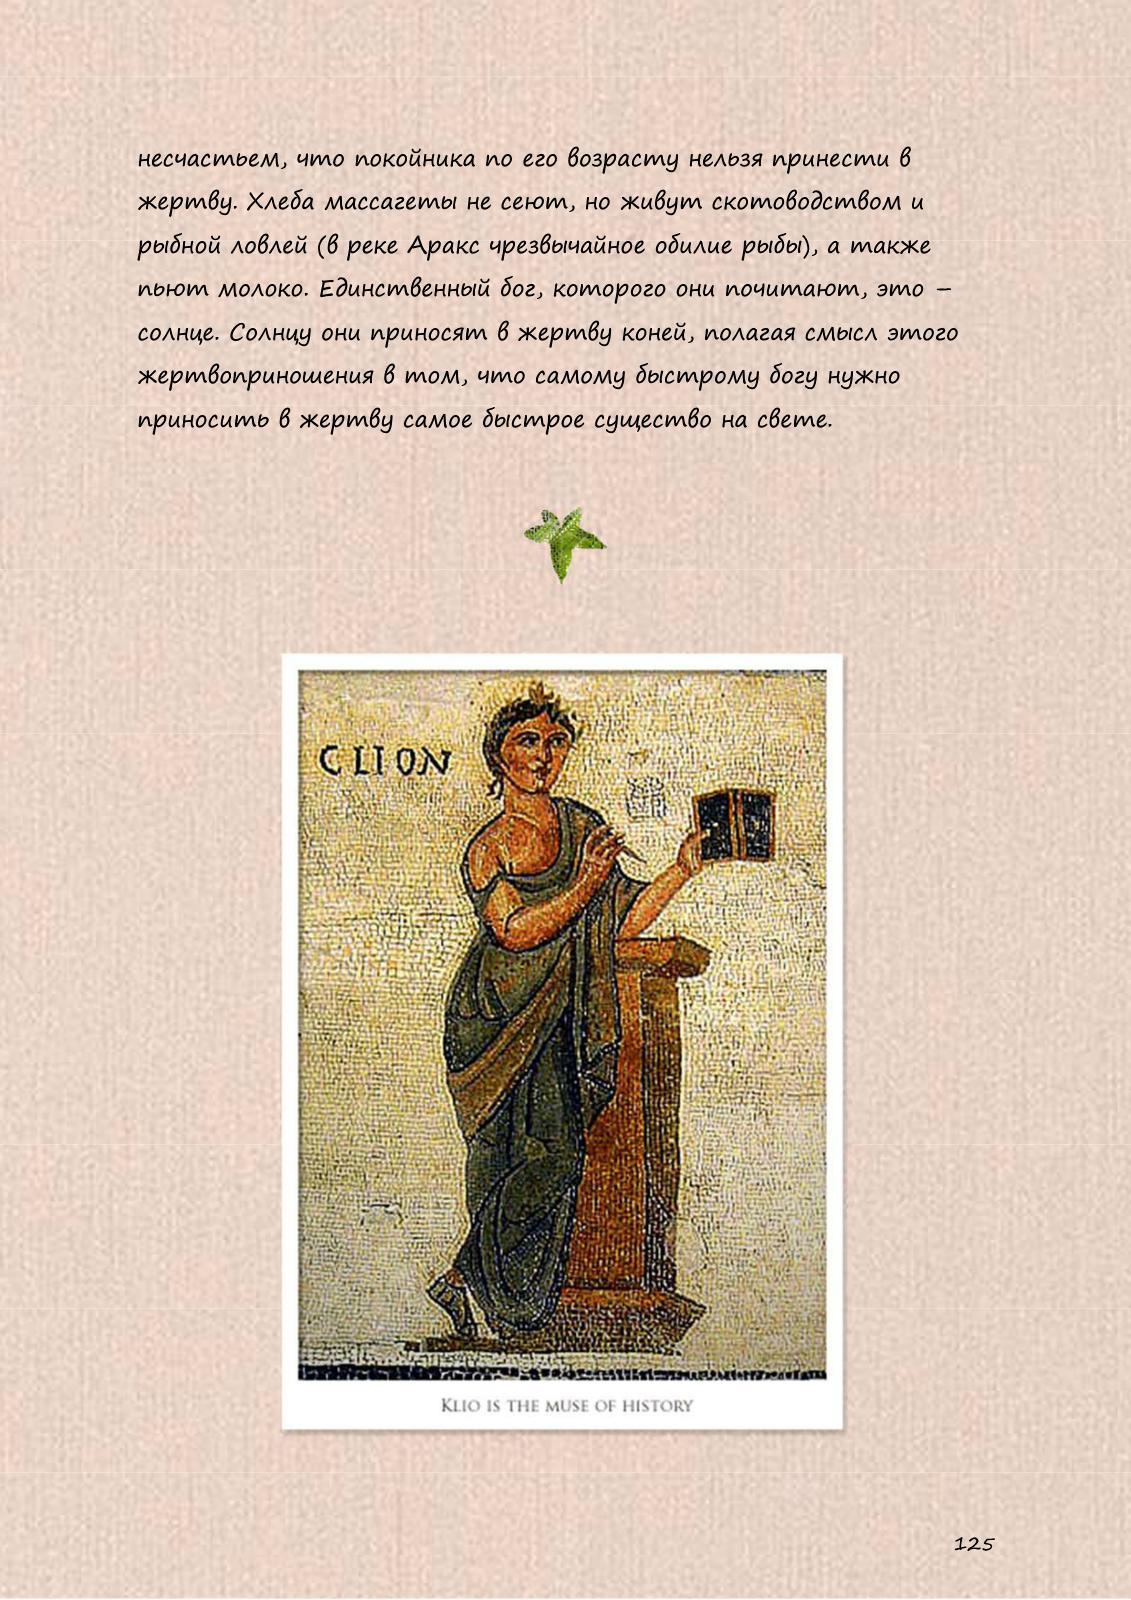 несчастьем, что покойника по его возрасту нельзя принести в
жертву. Хлеба массагеты не сеют, но живут скотоводством и
рыбной ловлей (в реке Аракс чрезвычайное обилие рыбы), а также
пьют молоко. Единственный бог, которого они почитают, это –
солнце. Солнцу они приносят в жертву коней, полагая смысл этого
жертвоприношения в том, что самому быстрому богу нужно
приносить в жертву самое быстрое существо на свете.
CLION
KLIO IS THE MUSE OF HISTORY
125